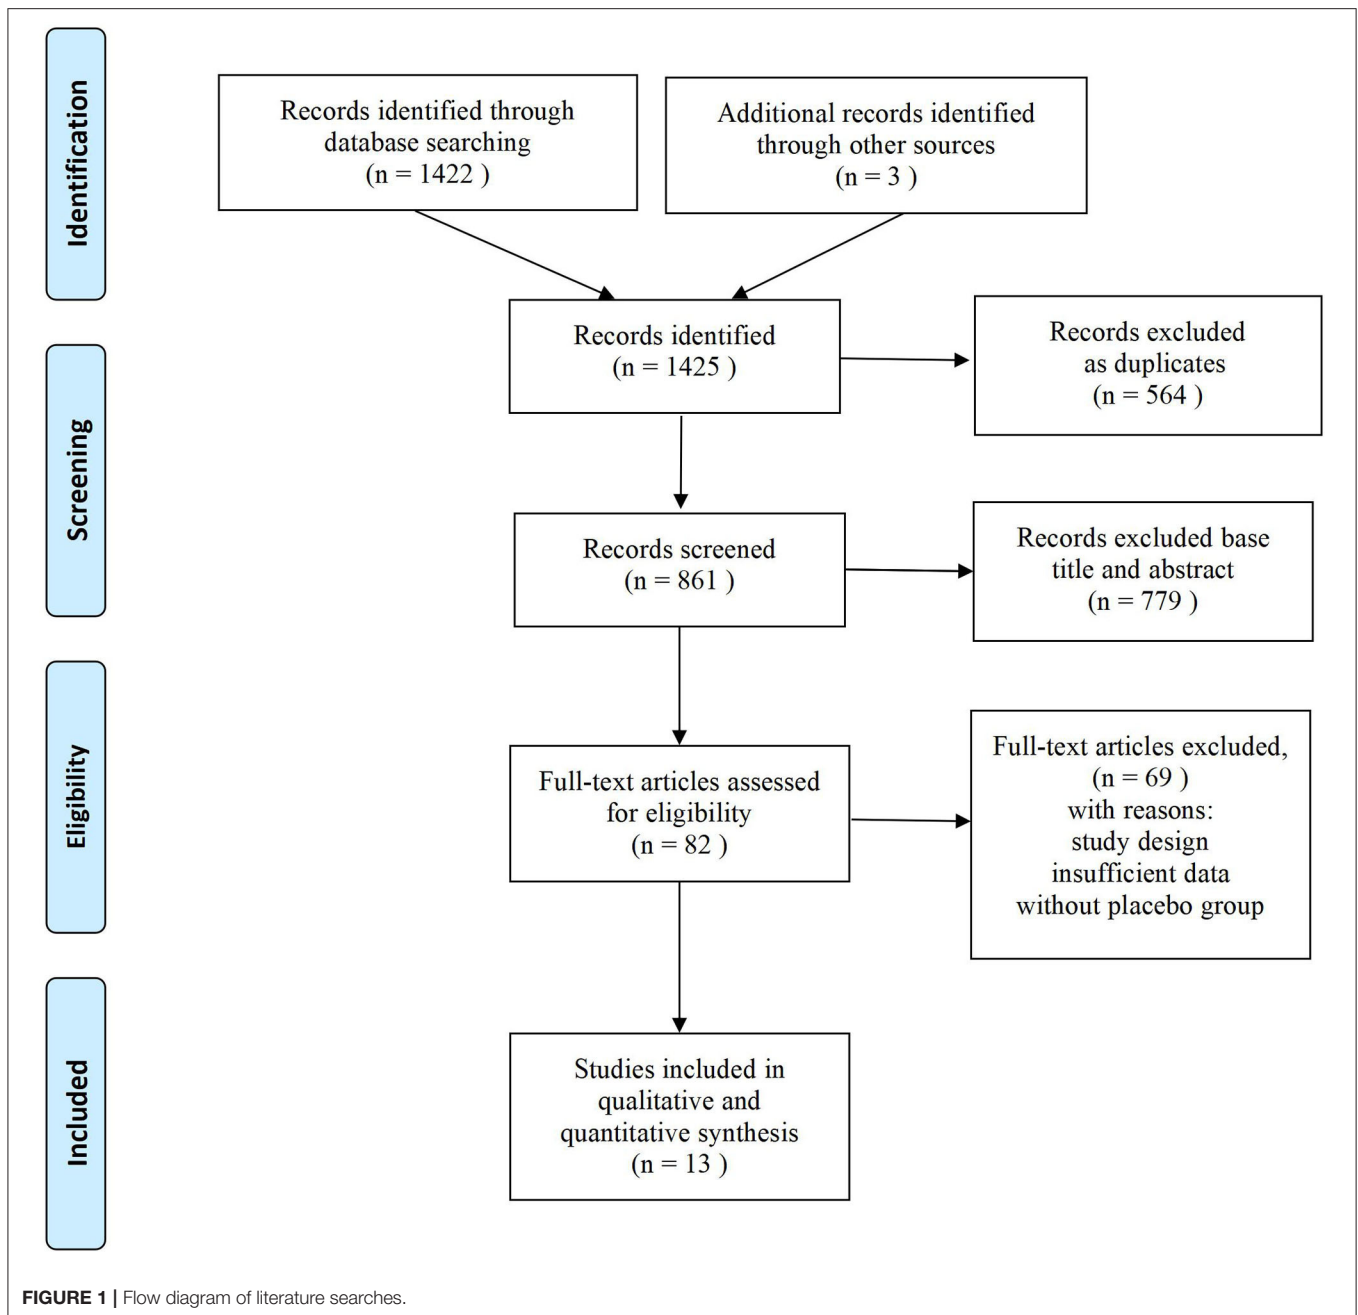 Identification
Records identified through
database searching
(n = 1422 )
Additional records identified
through other sources
(n = 3 )
Records identified
(n = 1425 )
Records excluded
as duplicates
(n = 564 )
Screening
Records screened
(n = 861 )
Records excluded base
title and abstract
(n = 779 )
Eligibility
Full-text articles assessed
for eligibility
(n = 82 )
Full-text articles excluded,
(n = 69 )
with reasons:
study design
insufficient data
without placebo group
Included
Studies included in
qualitative and
quantitative synthesis
(n = 13 )
FIGURE 1 | Flow diagram of literature searches.